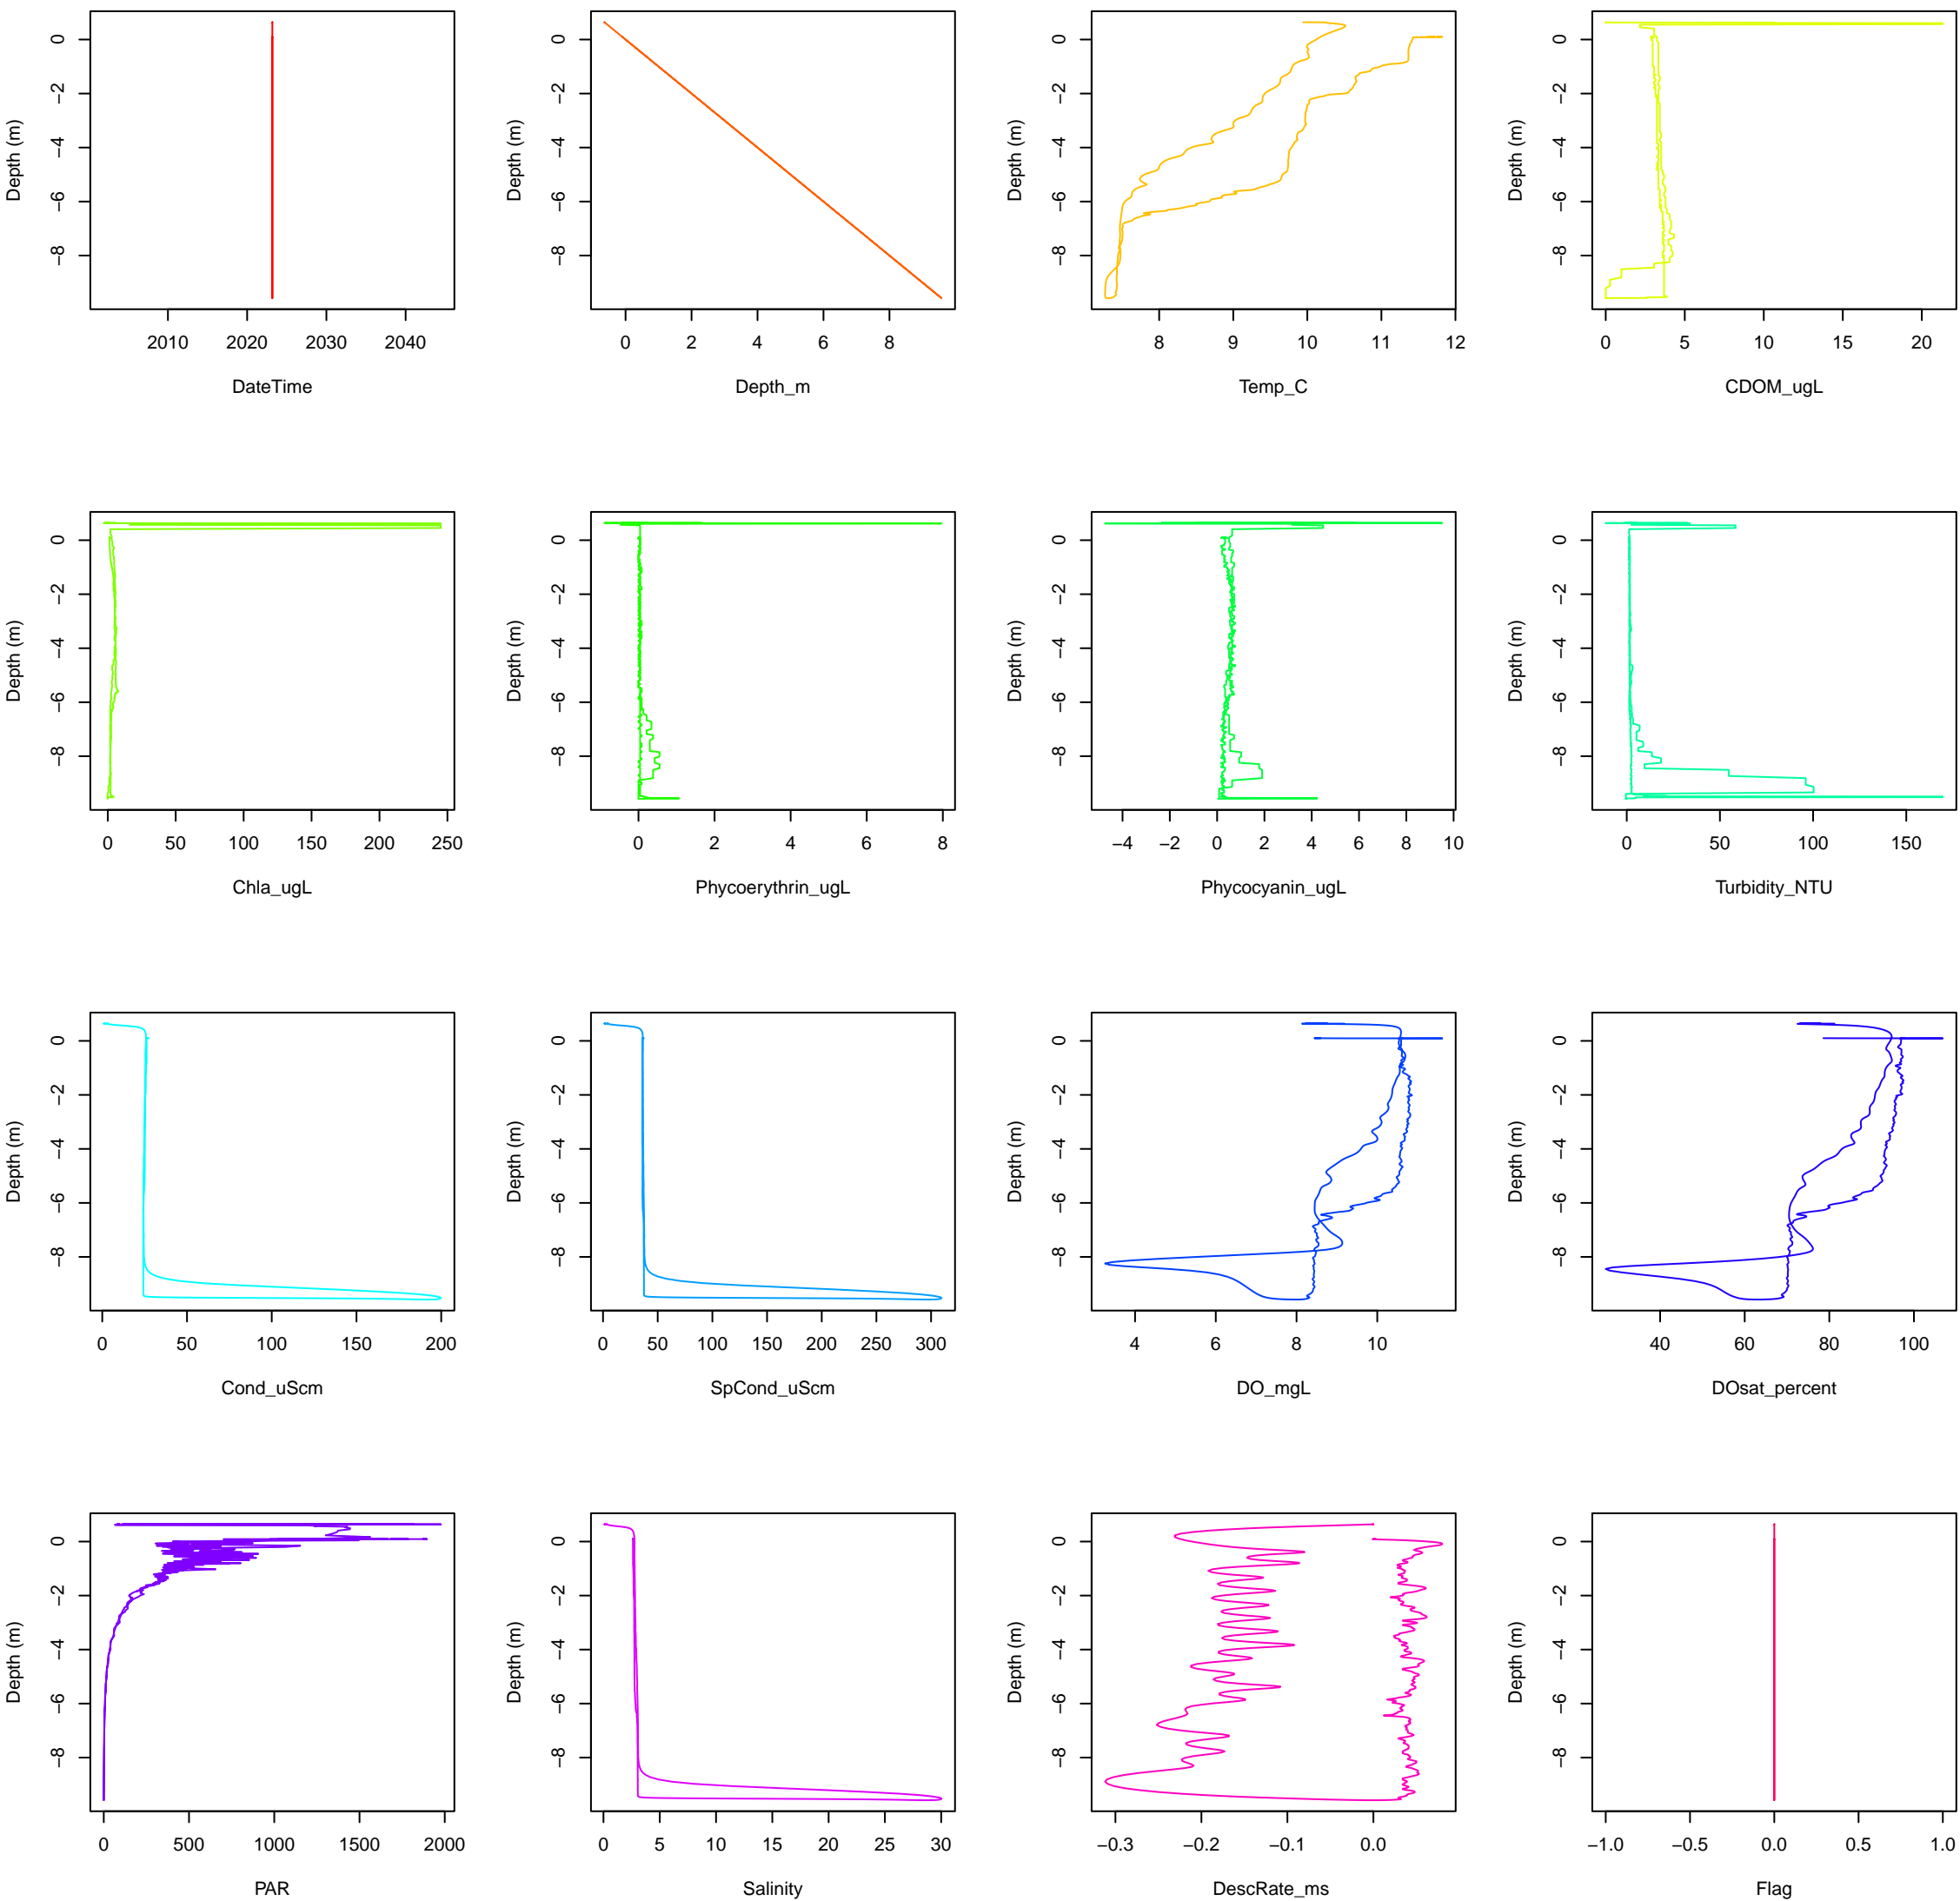 Depth (m)
0
−2
−4
−6
−8
2010 2020 2030 2040
DateTime
Depth (m)
0
−2
−4
−6
−8
0 2 4 6 8
Depth_m
Depth (m)
0
−2
−4
−6
−8
8 9 10 11 12
Temp_C
Depth (m)
0
−2
−4
−6
−8
0 5 10 15 20
CDOM_ugL
Depth (m)
0
−2
−4
−6
−8
0 50 100 150 200 250
Chla_ugL
Depth (m)
0
−2
−4
−6
−8
0 2 4 6 8
Phycoerythrin_ugL
Depth (m)
0
−2
−4
−6
−8
−4 −2 0 2 4 6 8 10
Phycocyanin_ugL
Depth (m)
0
−2
−4
−6
−8
0 50 100 150
Turbidity_NTU
Depth (m)
0
−2
−4
−6
−8
0 50 100 150 200
Cond_uScm
Depth (m)
0
−2
−4
−6
−8
0 50 100 150 200 250 300
SpCond_uScm
Depth (m)
0
−2
−4
−6
−8
4 6 8 10
DO_mgL
Depth (m)
0
−2
−4
−6
−8
40 60 80 100
DOsat_percent
Depth (m)
0
−2
−4
−6
−8
0 500 1000 1500 2000
PAR
Depth (m)
0
−2
−4
−6
−8
0 5 10 15 20 25 30
Salinity
Depth (m)
0
−2
−4
−6
−8
−0.3 −0.2 −0.1 0.0
DescRate_ms
Depth (m)
0
−2
−4
−6
−8
−1.0 −0.5 0.0 0.5 1.0
Flag